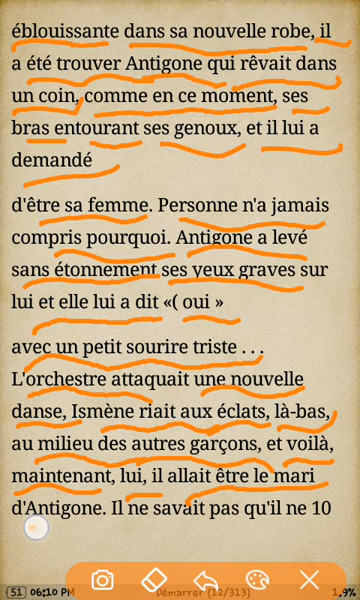 éblouissante dans sa nouvelle robe, il
a été trouver Antigone qui rêvait dans
un coin, comme en ce moment, ses
bras entourant ses genoux, et il lui a
demandé
d'être sa femme. Personne n'a jamais
compris pourquoi. Antigone a levé
sans étonnement ses yeux graves sur
lui et elle lui a dit «( oui »
avec un petit sourire triste . . .
L'orchestre attaquait une nouvelle
danse, Ismène riait aux éclats, là-bas,
au milieu des autres garçons, et voilà,
maintenant, lui, il allait être le mari
d'Antigone. Il ne savait pas qu'il ne 10
51 06:10 PM Démarrer (12/313) 1.9%